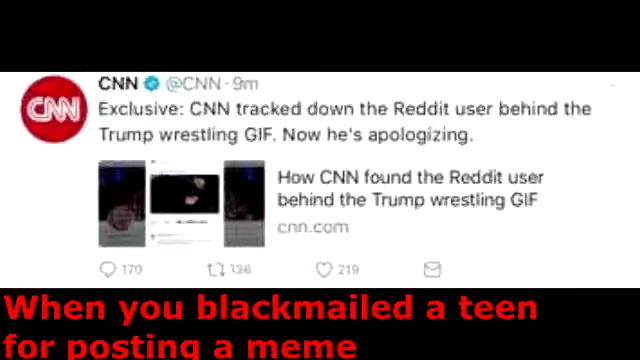 CNN @CNN · 9m
CNN
Exclusive: CNN tracked down the Reddit user behind the
Trump wrestling GIF. Now he's apologizing.
How CNN found the Reddit user
behind the Trump wrestling GIF
cnn.com
170 136 219
When you blackmailed a teen
for posting a meme